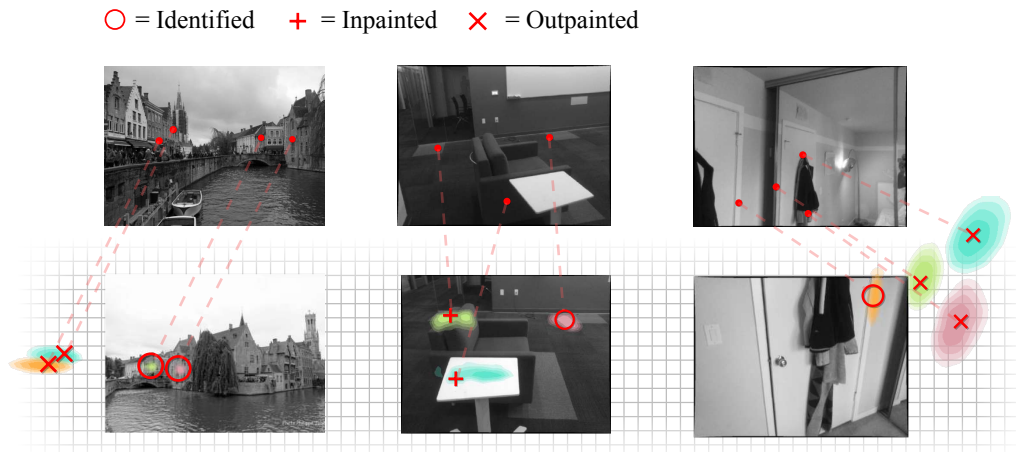 = Identified = Inpainted = Outpainted